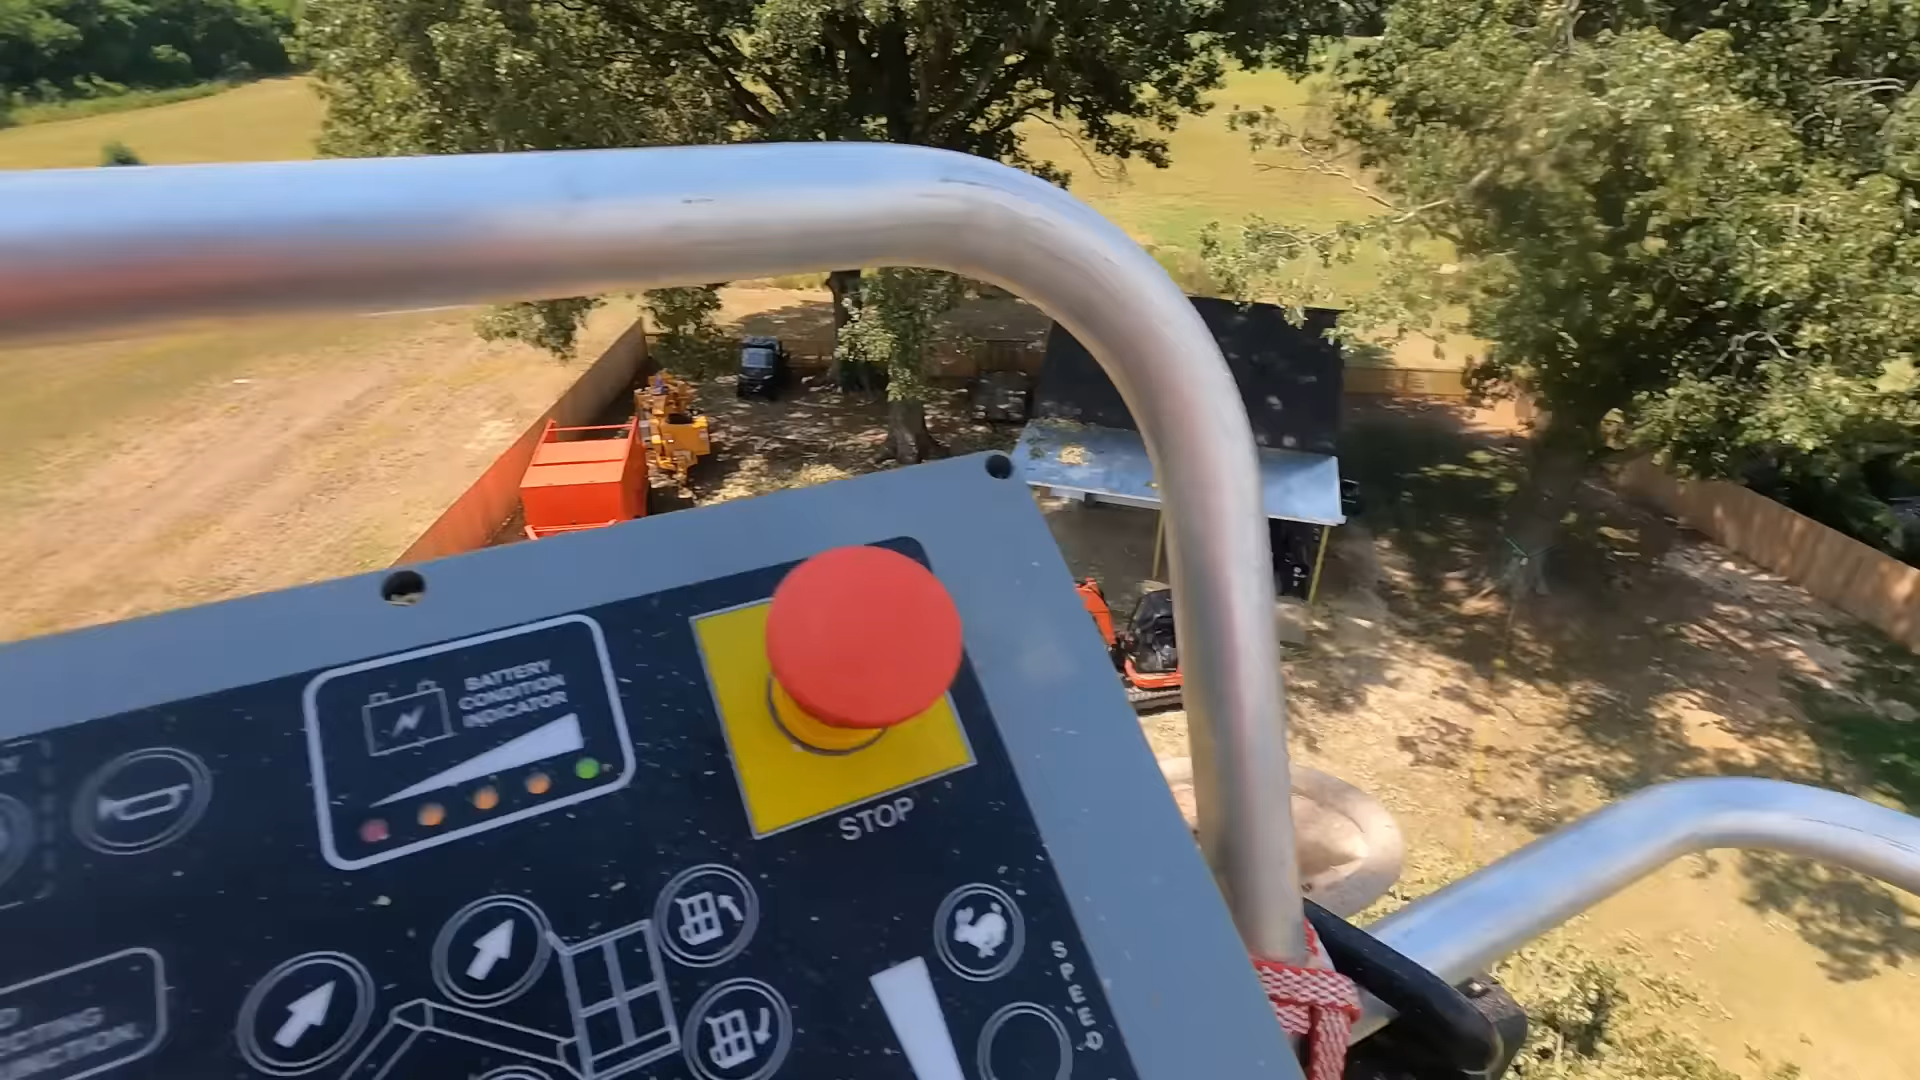 BATTERY
CONDITION
INDICATOR
STOP
SPEED